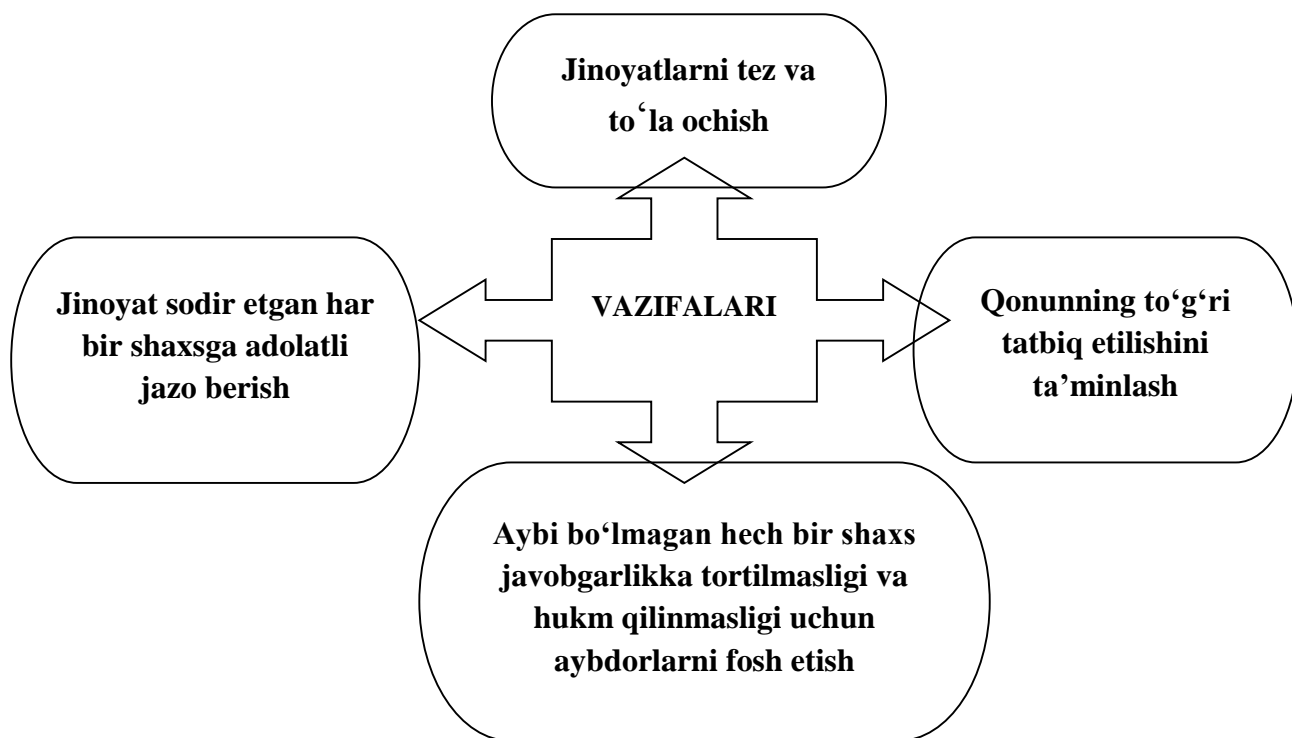 Jinoyatlarni tez va
to‘la ochish
Jinoyat sodir etgan har
bir shaxsga adolatli
jazo berish
VAZIFALARI
Qonunning to‘g‘ri
tatbiq etilishini
ta’minlash
Aybi bo‘lmagan hech bir shaxs
javobgarlikka tortilmasligi va
hukm qilinmasligi uchun
aybdorlarni fosh etish